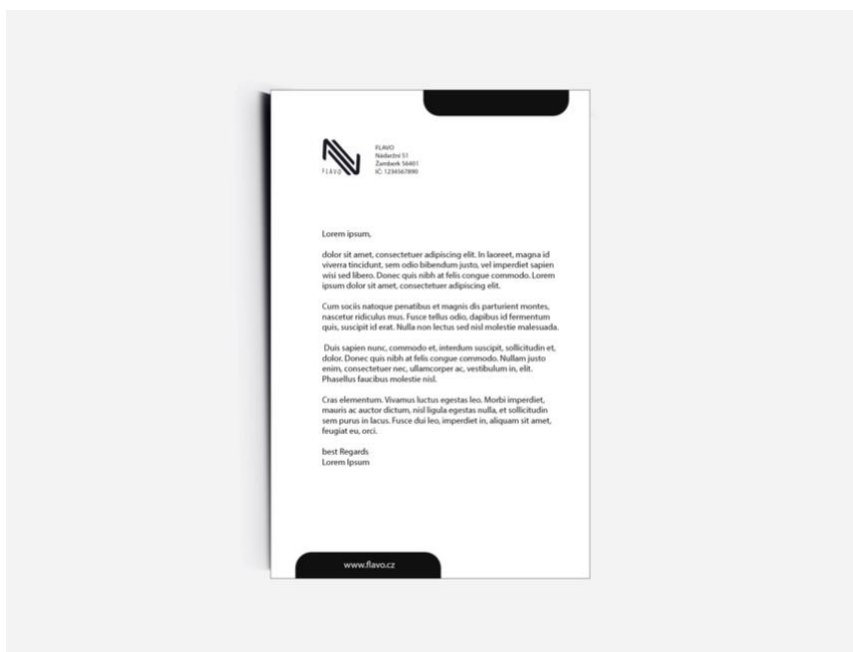 FLAVO
FLAVO
Nádražní 51
Žamberk 56401
IČ: 1234567890
Lorem ipsum,
dolor sit amet, consectetuer adipiscing elit. In laoreet, magna id
viverra tincidunt, sem odio bibendum justo, vel imperdiet sapien
wisi sed libero. Donec quis nibh at felis congue commodo. Lorem
ipsum dolor sit amet, consectetuer adipiscing elit.
Cum sociis natoque penatibus et magnis dis parturient montes,
nascetur ridiculus mus. Fusce tellus odio, dapibus id fermentum
quis, suscipit id erat. Nulla non lectus sed nisl molestie malesuada.
Duis sapien nunc, commodo et, interdum suscipit, sollicitudin et,
dolor. Donec quis nibh at felis congue commodo. Nullam justo
enim, consectetuer nec, ullamcorper ac, vestibulum in, elit.
Phasellus faucibus molestie nisl.
Cras elementum. Vivamus luctus egestas leo. Morbi imperdiet,
mauris ac auctor dictum, nisl ligula egestas nulla, et sollicitudin
sem purus in lacus. Fusce dui leo, imperdiet in, aliquam sit amet,
feugiat eu, orci.
best Regards
Lorem Ipsum
www.flavo.cz